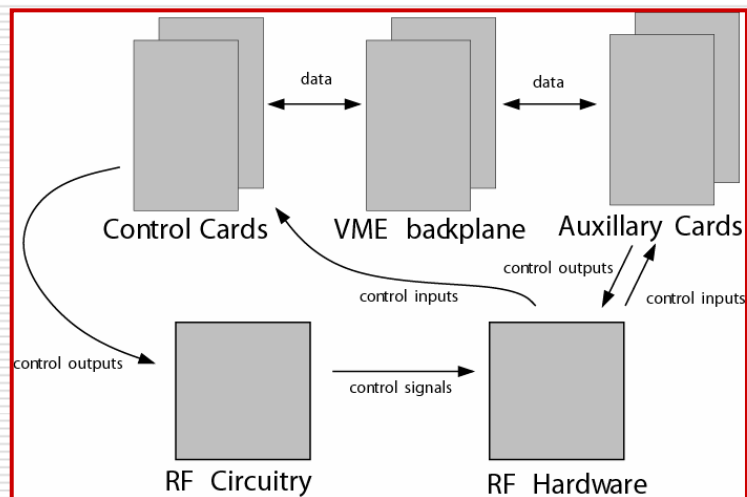 data
data
Control Cards
VME backplane
Auxillary Cards
control outputs
control inputs
control inputs
control outputs
control signals
RF Circuitry
RF Hardware